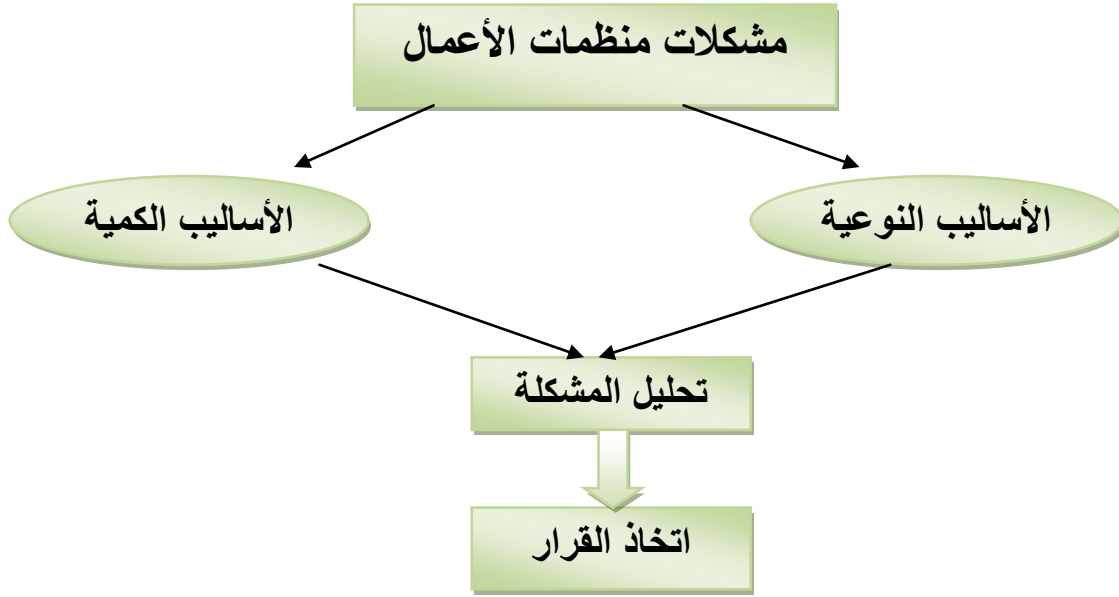 مشكلات منظمات الأعمال
الأساليب النوعية
الأساليب الكمية
تحليل المشكلة
اتخاذ القرار